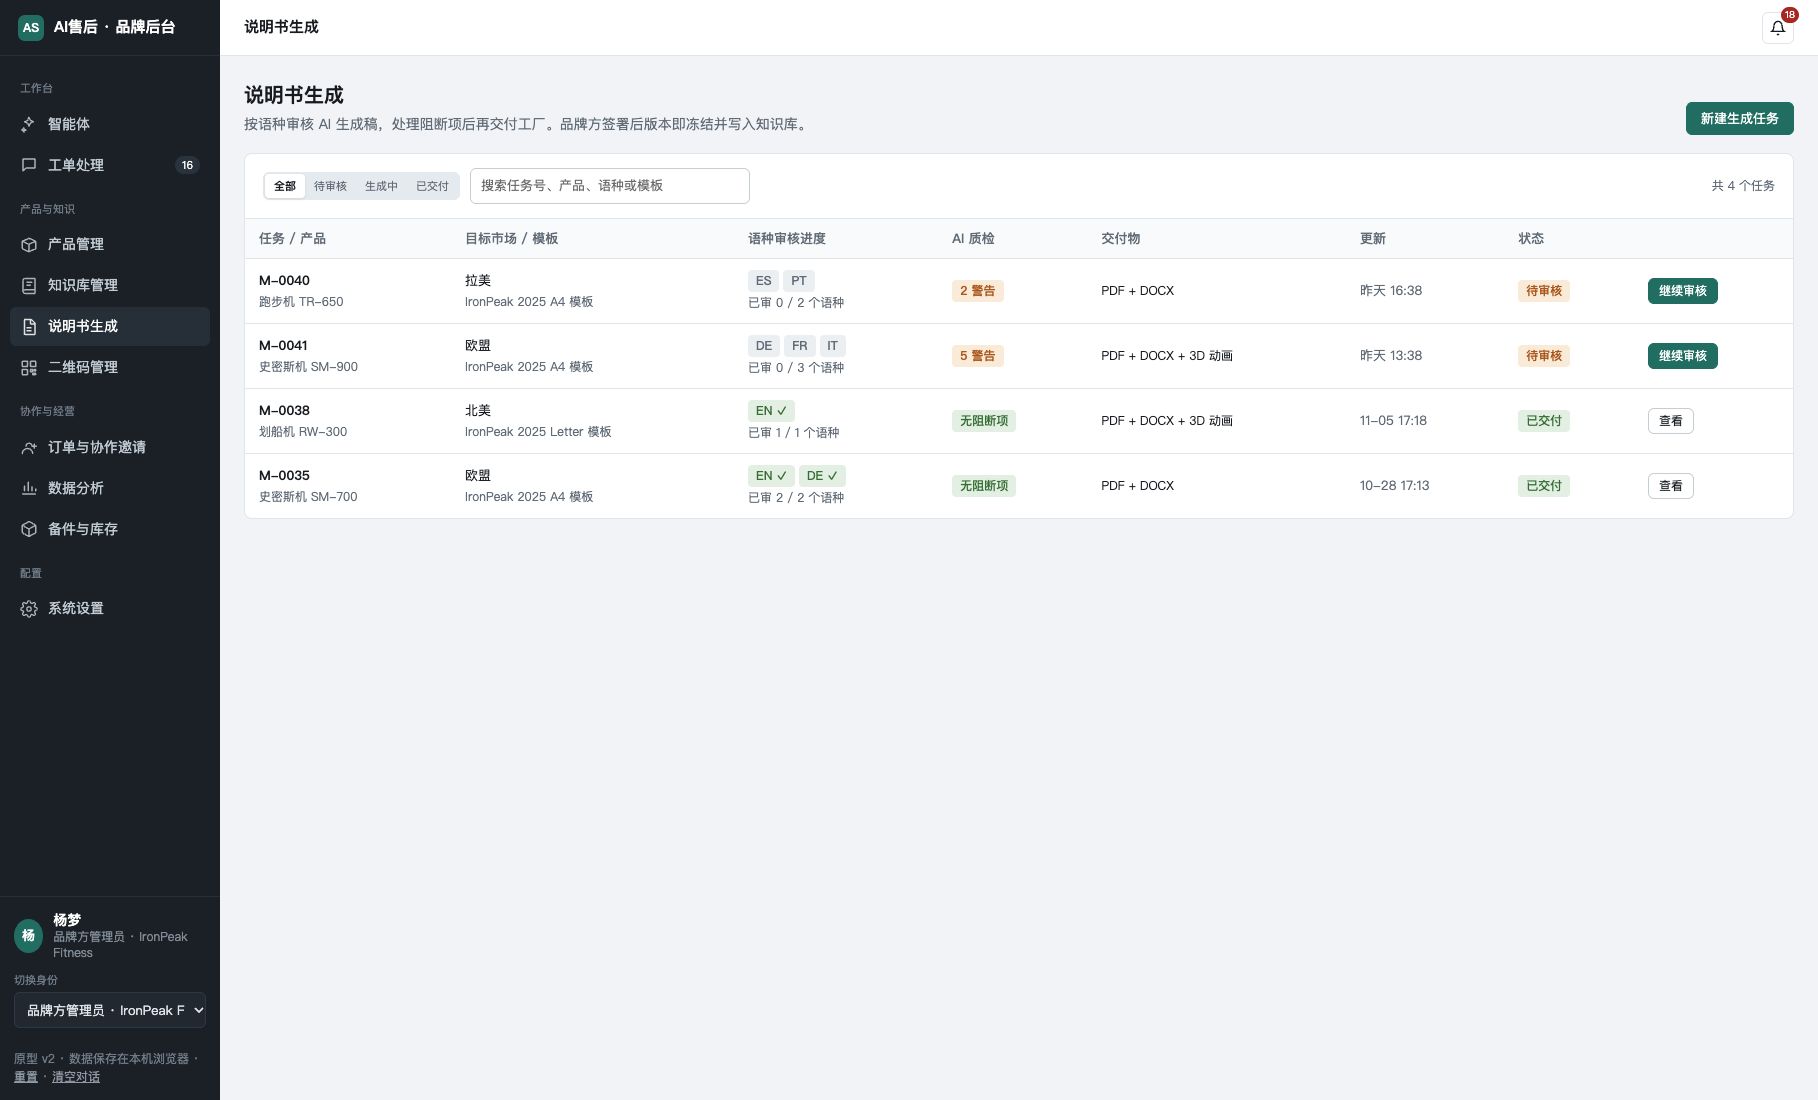 AS AI售后 · 品牌后台
工作台
智能体
工单处理 16
产品与知识
产品管理
知识库管理
说明书生成
二维码管理
协作与经营
订单与协作邀请
数据分析
备件与库存
配置
系统设置
杨
杨梦
品牌方管理员 · IronPeak
Fitness
切换身份
品牌方管理员 · IronPeak F
原型 v2 · 数据保存在本机浏览器 ·
重置 · 清空对话
说明书生成
18
说明书生成
按语种审核 AI 生成稿，处理阻断项后再交付工厂。品牌方签署后版本即冻结并写入知识库。
新建生成任务
全部 待审核 生成中 已交付 搜索任务号、产品、语种或模板 共 4 个任务
任务 / 产品 目标市场 / 模板 语种审核进度 AI 质检 交付物 更新 状态
M-0040 拉美 ES PT
跑步机 TR-650 IronPeak 2025 A4 模板 已审 0 / 2 个语种
2 警告 PDF + DOCX 昨天 16:38 待审核 继续审核
M-0041 欧盟 DE FR IT
史密斯机 SM-900 IronPeak 2025 A4 模板 已审 0 / 3 个语种
5 警告 PDF + DOCX + 3D 动画 昨天 13:38 待审核 继续审核
M-0038 北美 EN ✓
划船机 RW-300 IronPeak 2025 Letter 模板 已审 1 / 1 个语种
无阻断项 PDF + DOCX + 3D 动画 11-05 17:18 已交付 查看
M-0035 欧盟 EN ✓ DE ✓
史密斯机 SM-700 IronPeak 2025 A4 模板 已审 2 / 2 个语种
无阻断项 PDF + DOCX 10-28 17:13 已交付 查看